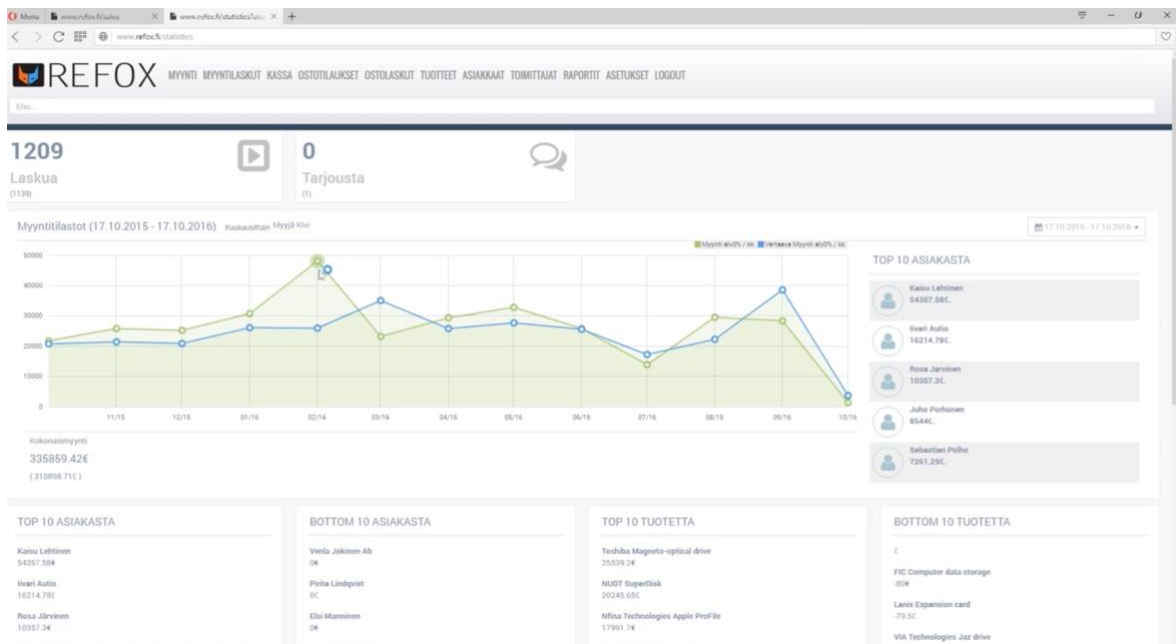 Menu www.refox.fi/sales www.refox.fi/statistics?use
www.refox.fi/statistics
REFOX MYYNTI MYYNTILASKUT KASSA OSTOTILAUKSET OSTOLASKUT TUOTTEET ASIAKKAAT TOIMITTAJAT RAPORTIT ASETUKSET LOGOUT
Etsi...
1209
Laskua
(1139)
0
Tarjousta
(1)
Myyntitilastot (17.10.2015 - 17.10.2016) Kuukausittain Myyjä Kivi
17.10.2015 - 17.10.2016
Myynti alv0% / kk Vertaava Myynti alv0% / kk
50000
40000
30000
20000
10000
0
11/15 12/15 01/16 02/16 03/16 04/16 05/16 06/16 07/16 08/16 09/16 10/16
Kokonaismyynti
335859.42€
(310898.71€)
TOP 10 ASIAKASTA
Kaisu Lehtinen
54357.58€.
Iivari Autio
16214.78€.
Rosa Jarvinen
10357.3€.
Juho Porhonen
8544€.
Sebastian Polho
7261.29€.
TOP 10 ASIAKASTA
Kaisu Lehtinen
54357.58€
Iivari Autio
16214.78€
Rosa Järvinen
10357.3€
BOTTOM 10 ASIAKASTA
Venla Jokinen Ab
0€
Pirita Lindqvist
0€
Elsi Manninen
0€
TOP 10 TUOTETTA
Toshiba Magneto-optical drive
25539.2€
NUDT SuperDisk
20245.65€
Nfina Technologies Apple ProFile
17991.7€
BOTTOM 10 TUOTETTA
€
FIC Computer data storage
-80€
Lanix Expansion card
-79.5€
VIA Technologies Jaz drive